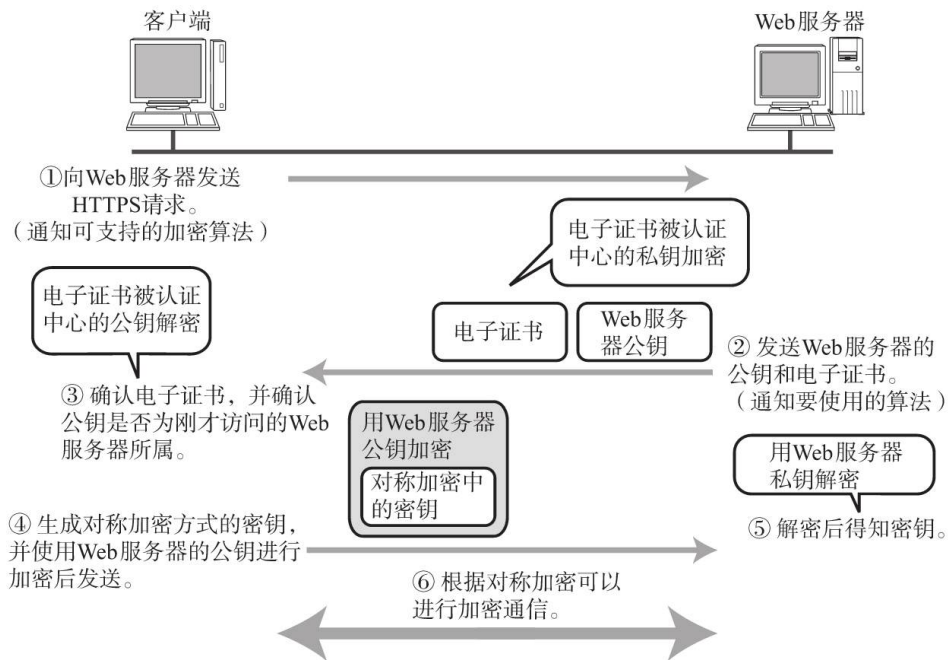 客户端
Web服务器
①向Web服务器发送
HTTPS请求。
（通知可支持的加密算法）
电子证书被认证
中心的私钥加密
电子证书被认证
中心的公钥解密
电子证书
Web服务
器公钥
② 发送Web服务器的
公钥和电子证书。
（通知要使用的算法）
③ 确认电子证书，并确认
公钥是否为刚才访问的Web
服务器所属。
用Web服务器
公钥加密
对称加密中
的密钥
用Web服务器
私钥解密
④ 生成对称加密方式的密钥，
并使用Web服务器的公钥进行
加密后发送。
⑤ 解密后得知密钥。
⑥ 根据对称加密可以
进行加密通信。